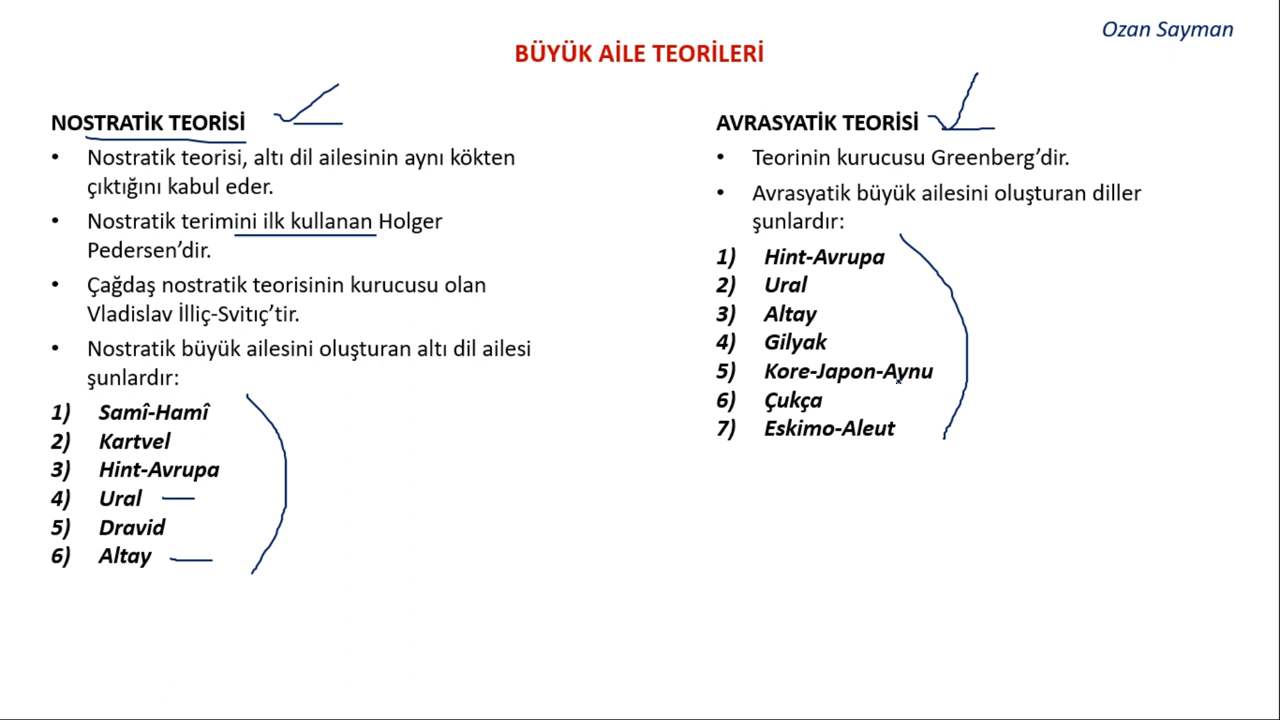 Ozan Sayman
BÜYÜK AİLE TEORİLERİ
NOSTRATİK TEORİSİ
• Nostratik teorisi, altı dil ailesinin aynı kökten
çıktığını kabul eder.
• Nostratik terimini ilk kullanan Holger
Pedersen’dir.
• Çağdaş nostratik teorisinin kurucusu olan
Vladislav İlliç-Svitıç’tir.
• Nostratik büyük ailesini oluşturan altı dil ailesi
şunlardır:
1) Samî-Hamî
2) Kartvel
3) Hint-Avrupa
4) Ural
5) Dravid
6) Altay
AVRASYATİK TEORİSİ
• Teorinin kurucusu Greenberg’dir.
• Avrasyatik büyük ailesini oluşturan diller
şunlardır:
1) Hint-Avrupa
2) Ural
3) Altay
4) Gilyak
5) Kore-Japon-Aynu
6) Çukça
7) Eskimo-Aleut